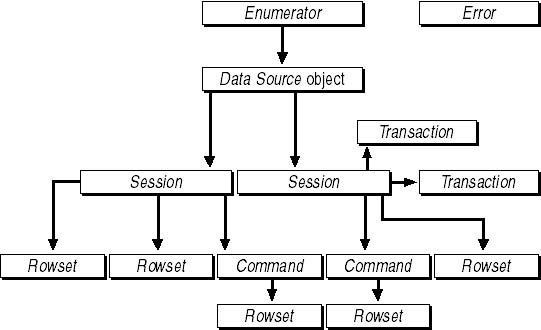 Enumerator
Error
Data Source object
Transaction
Session
Session
Transaction
Rowset
Rowset
Command
Command
Rowset
Rowset
Rowset